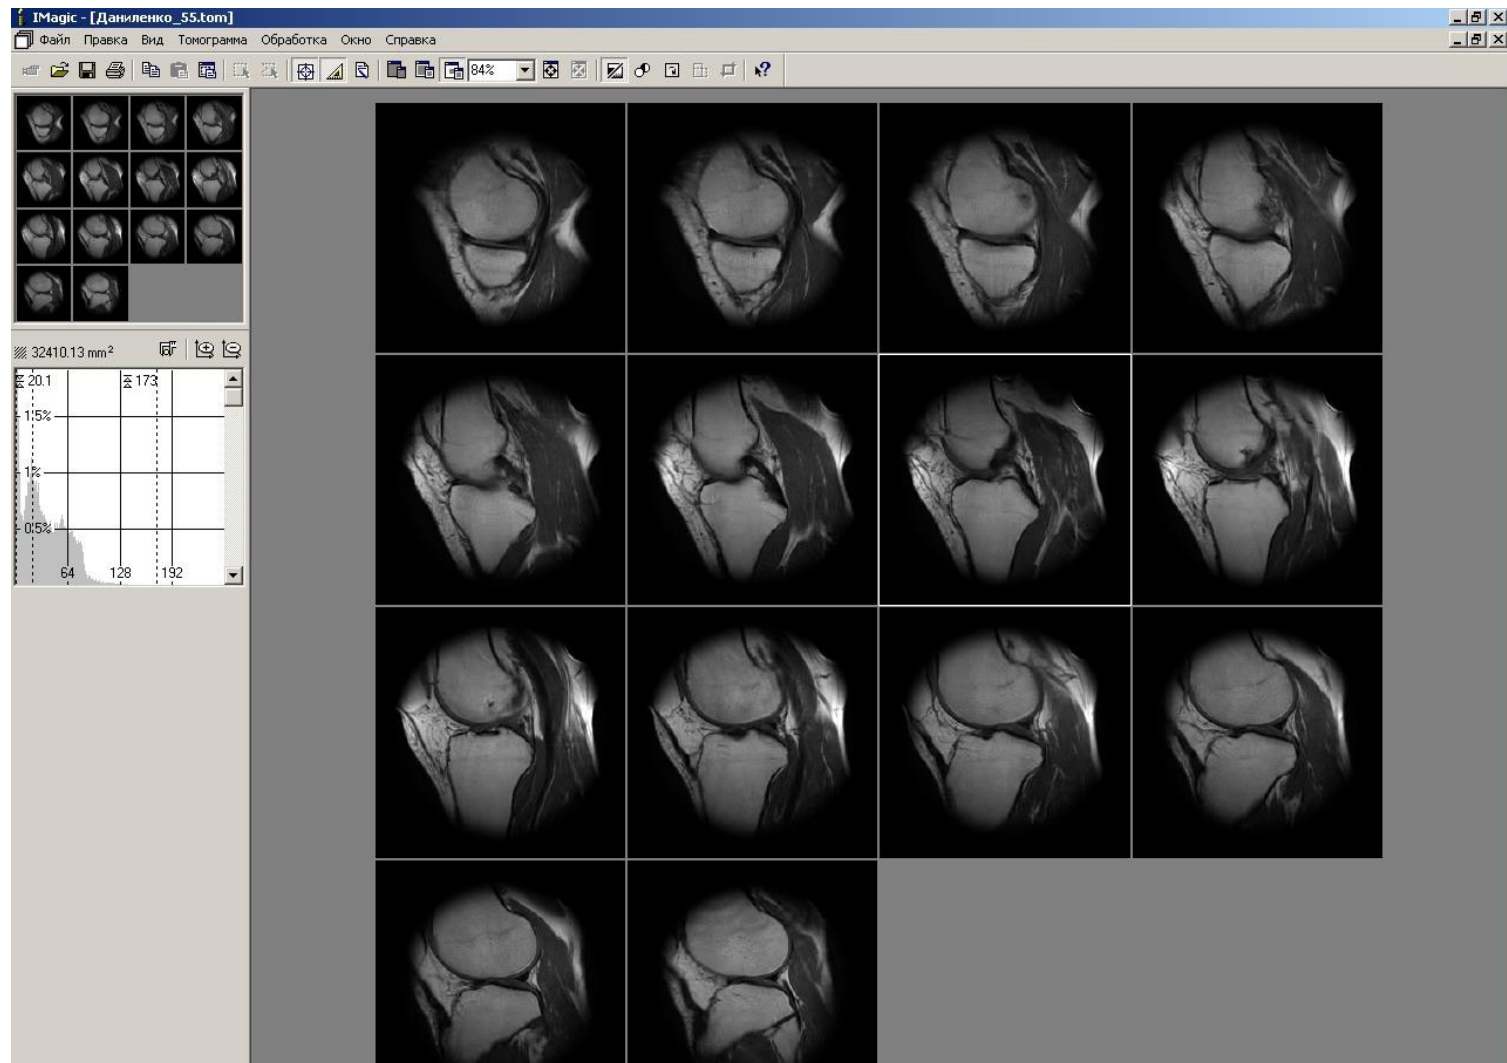 IMagic - [Даниленко_55.tom]
Файл Правка Вид Томограмма Обработка Окно Справка
84%
32410.13 mm²
20.1 173
1.5%
1%
0.5%
64 128 192